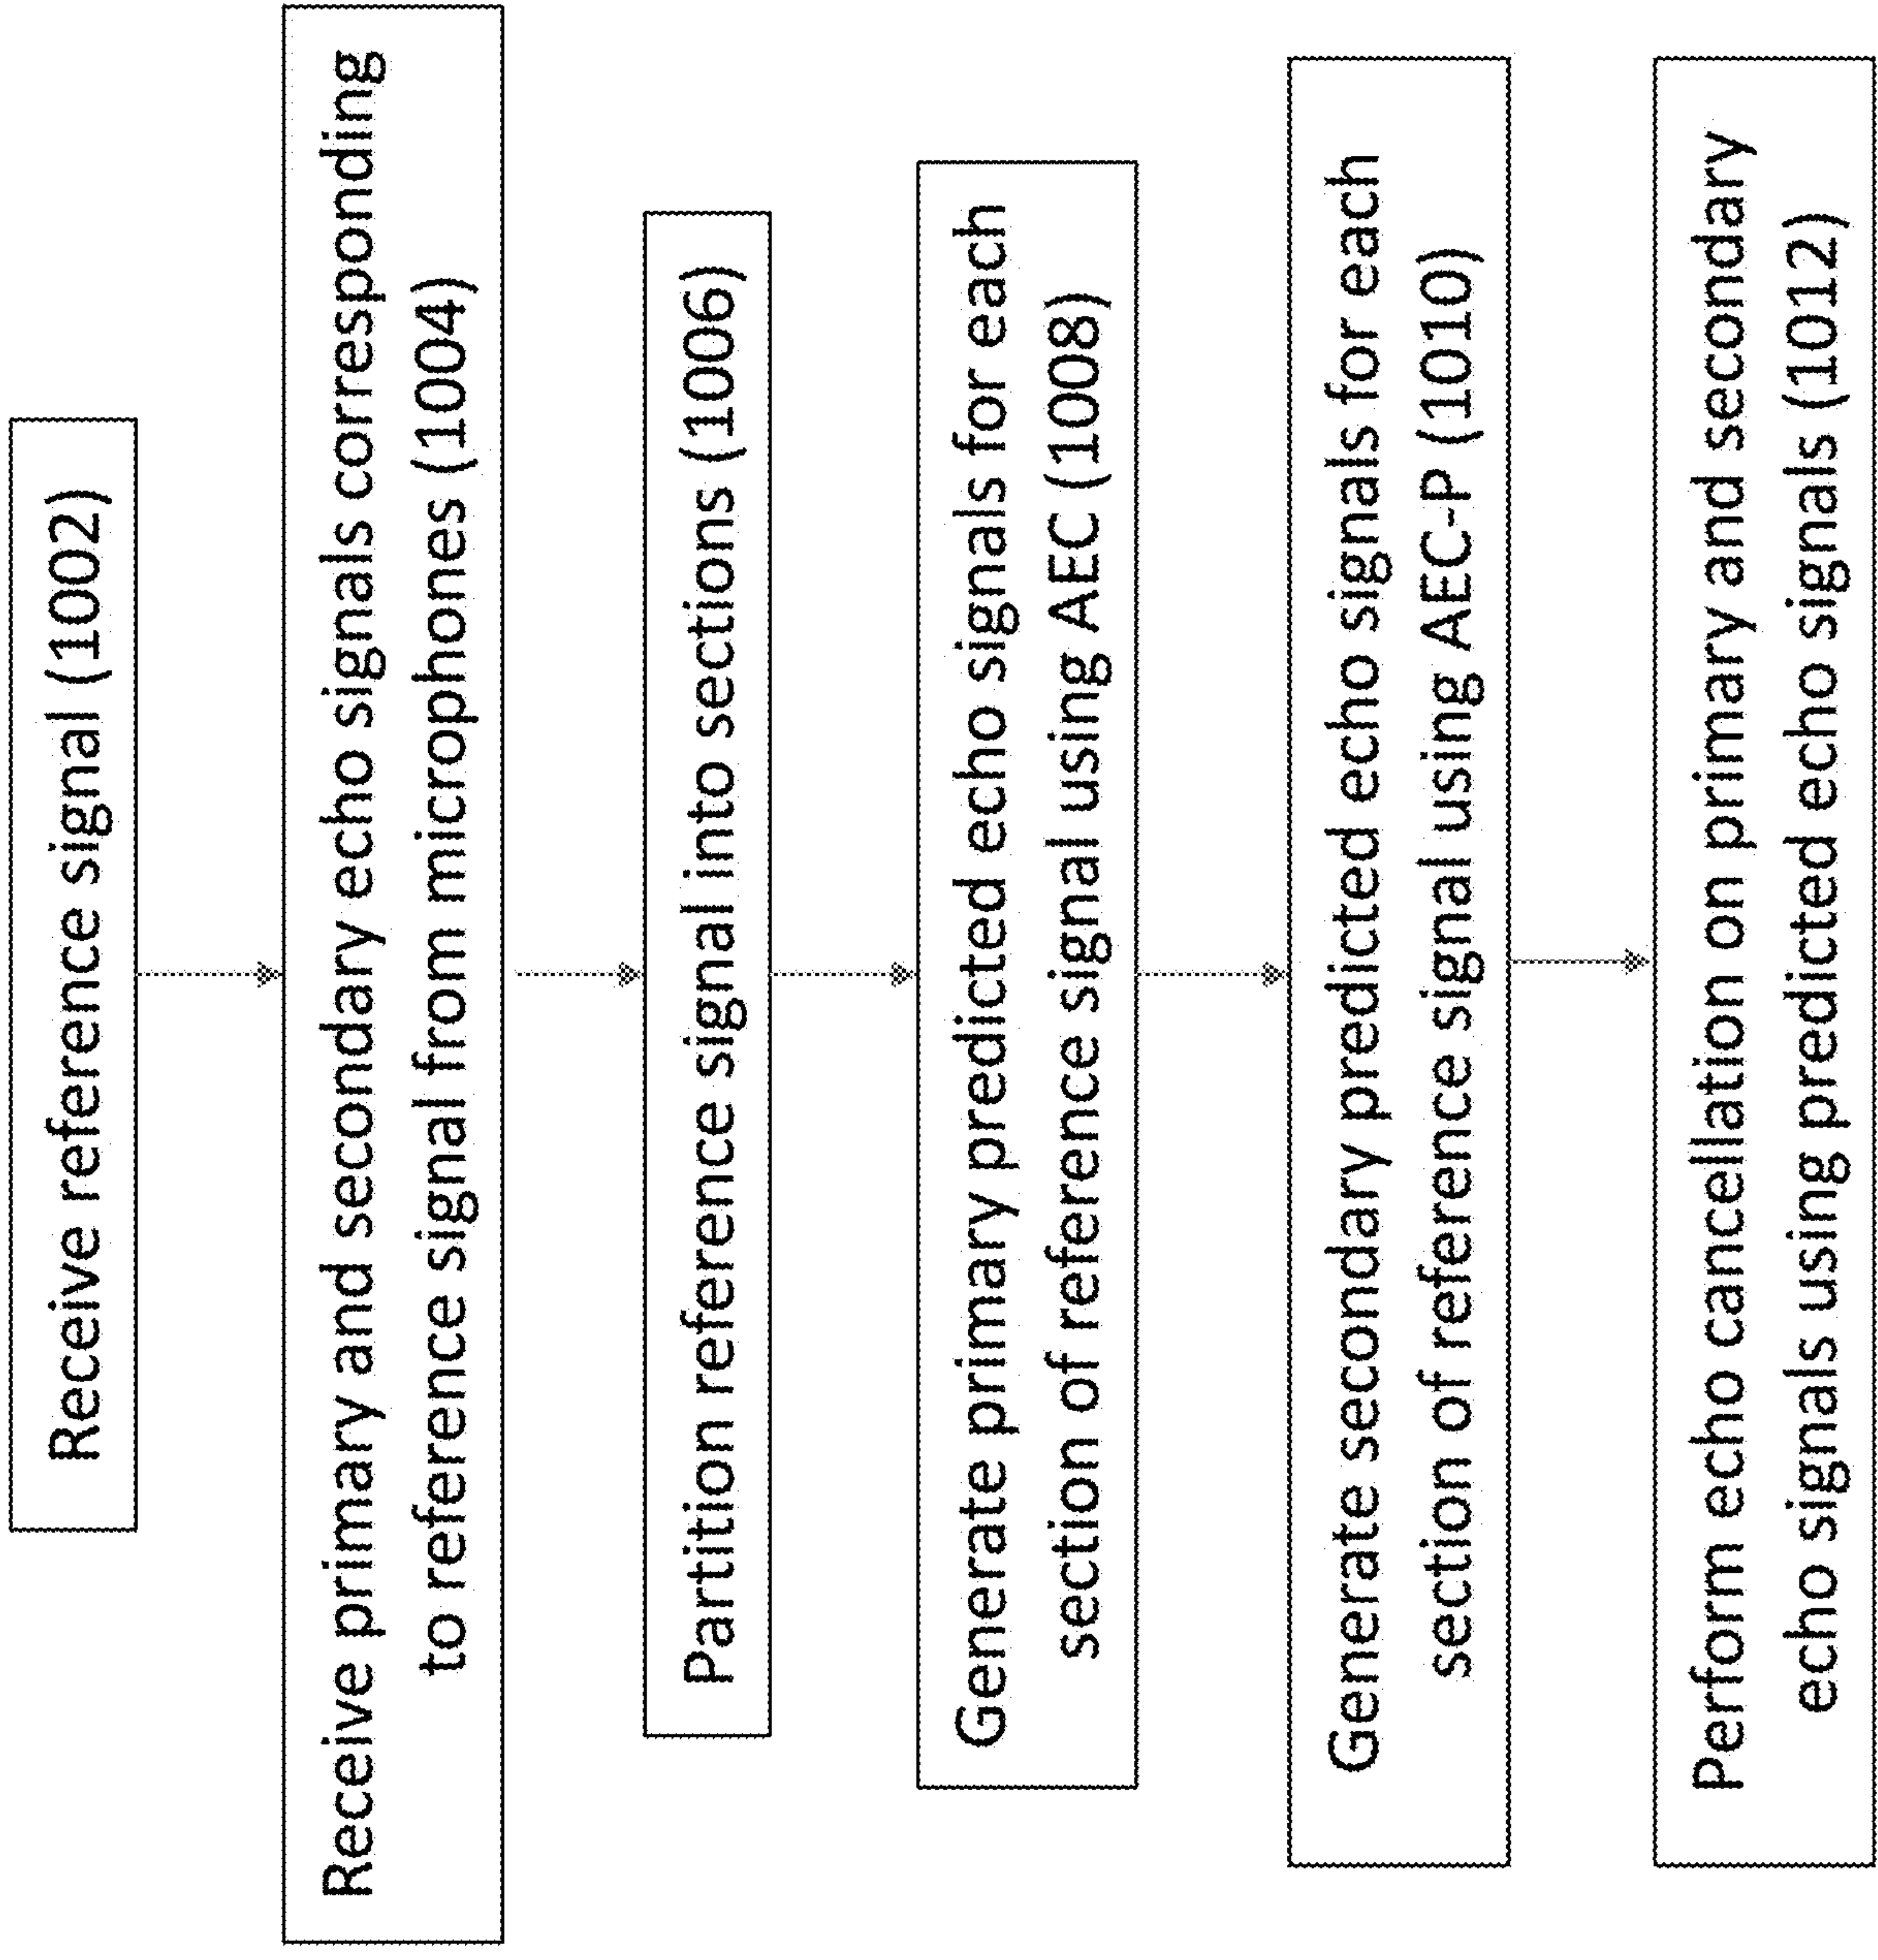 Receive reference signal (1002)
Receive primary and secondary echo signals corresponding
to reference signal from microphones (1004)
Partition reference signal into sections (1006)
Generate primary predicted echo signals for each
section of reference signal using AEC (1008)
Generate secondary predicted echo signals for each
section of reference signal using AEC-P (1010)
Perform echo cancellation on primary and secondary
echo signals using predicted echo signals (1012)